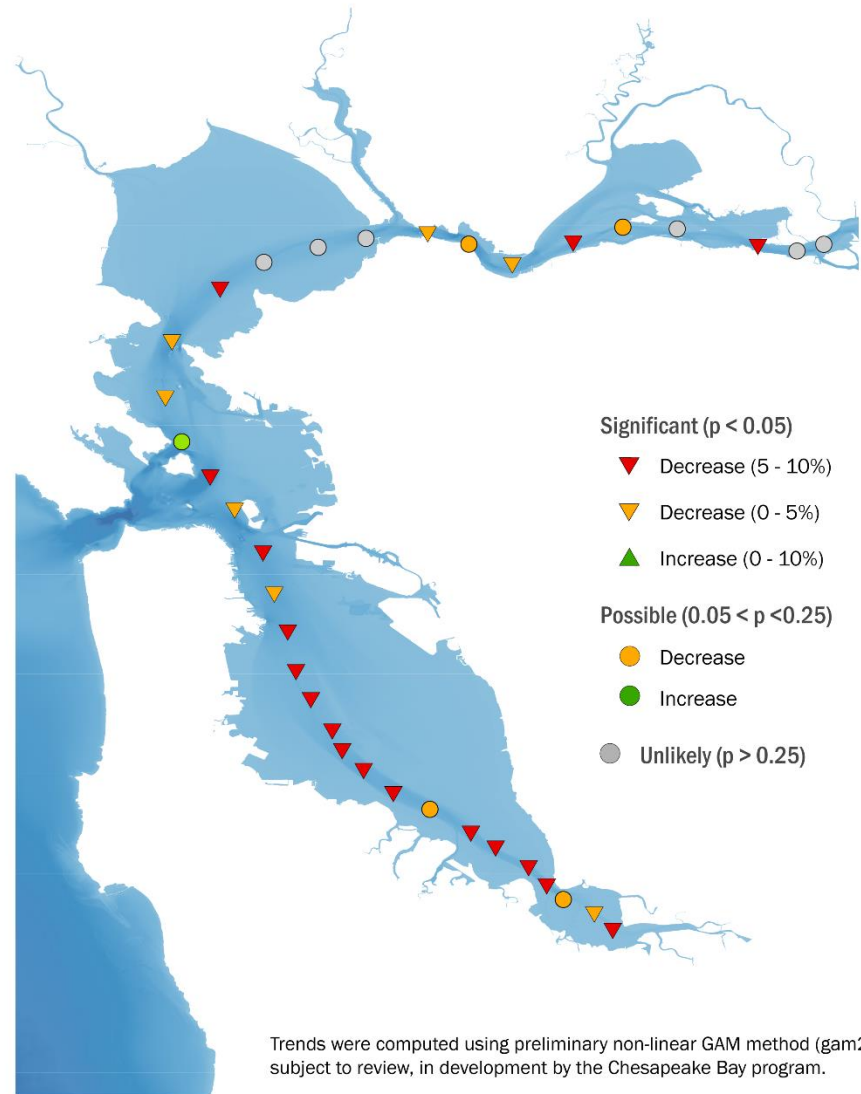 Significant (p < 0.05)
Decrease (5 - 10%)
Decrease (0 - 5%)
Increase (0 - 10%)
Possible (0.05 < p <0.25)
Decrease
Increase
Unlikely (p > 0.25)
Trends were computed using preliminary non-linear GAM method (gam2
subject to review, in development by the Chesapeake Bay program.